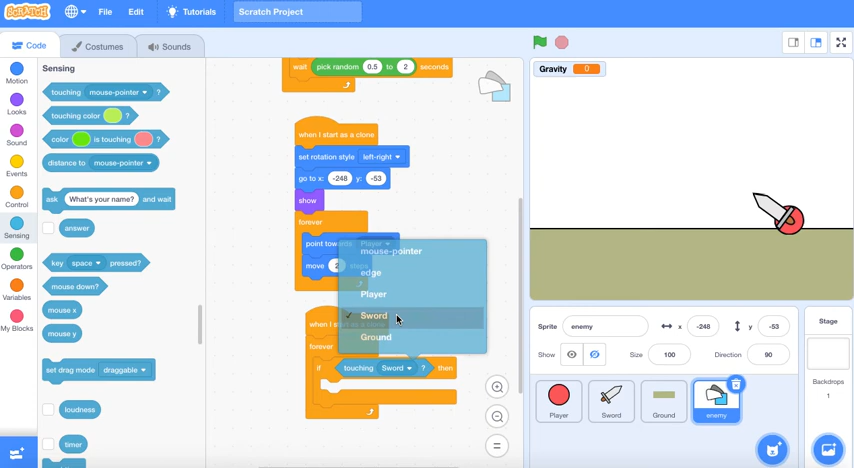 SCRATCH File Edit Tutorials Scratch Project
Code Costumes Sounds
Motion
Looks
Sound
Events
Control
Sensing
Operators
Variables
My Blocks
Sensing
touching mouse-pointer ?
touching color ?
color is touching ?
distance to mouse-pointer
ask What's your name? and wait
answer
key space pressed?
mouse down?
mouse x
mouse y
set drag mode draggable
loudness
timer
wait pick random 0.5 to 2 seconds
when I start as a clone
set rotation style left-right
go to x: -248 y: -53
show
forever
point towards Player
move
mouse-pointer
edge
Player
✓ Sword
Ground
when I start as a clone
forever
if touching Sword ? then
Gravity 0
Sprite enemy x -248 y -53
Show Size 100 Direction 90
Player Sword Ground enemy
Stage
Backdrops
1